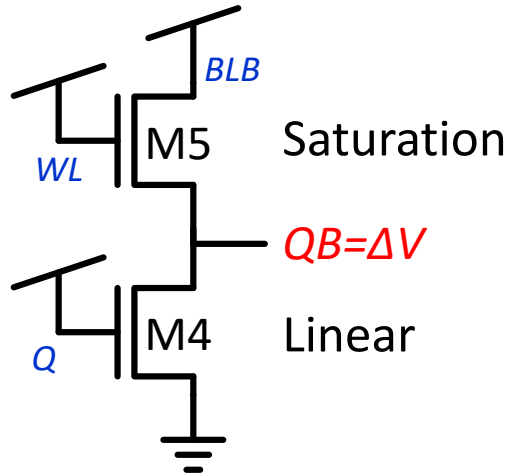 BLB
M5 Saturation
WL
QB=ΔV
M4 Linear
Q